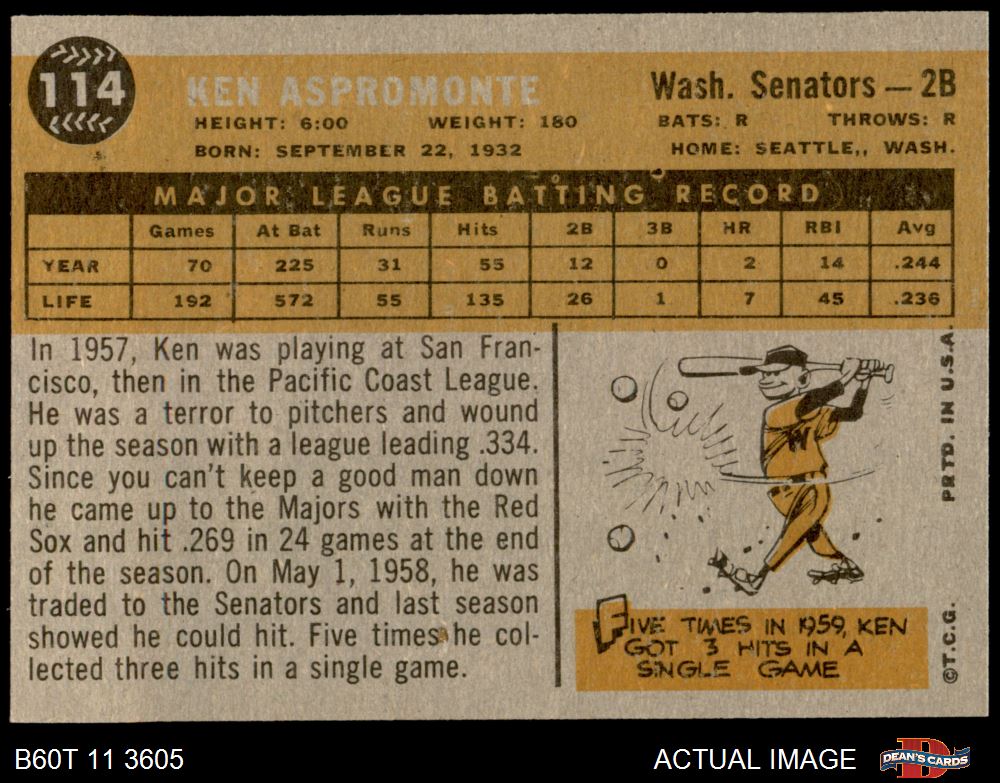 114
KEN ASPROMONTE
Wash. Senators — 2B
HEIGHT: 6:00 WEIGHT: 180 BATS: R THROWS: R
BORN: SEPTEMBER 22, 1932 HOME: SEATTLE,, WASH.
MAJOR LEAGUE BATTING RECORD
Games At Bat Runs Hits 2B 3B HR RBI Avg
YEAR 70 225 31 55 12 0 2 14 .244
LIFE 192 572 55 135 26 1 7 45 .236
In 1957, Ken was playing at San Fran-
cisco, then in the Pacific Coast League.
He was a terror to pitchers and wound
up the season with a league leading .334.
Since you can't keep a good man down
he came up to the Majors with the Red
Sox and hit .269 in 24 games at the end
of the season. On May 1, 1958, he was
traded to the Senators and last season
showed he could hit. Five times he col-
lected three hits in a single game.
W
FIVE TIMES IN 1959, KEN
GOT 3 HITS IN A
SINGLE GAME
PRTD. IN U.S.A.
©T.C.G.
B60T 11 3605
ACTUAL IMAGE
D
DEAN'S CARDS